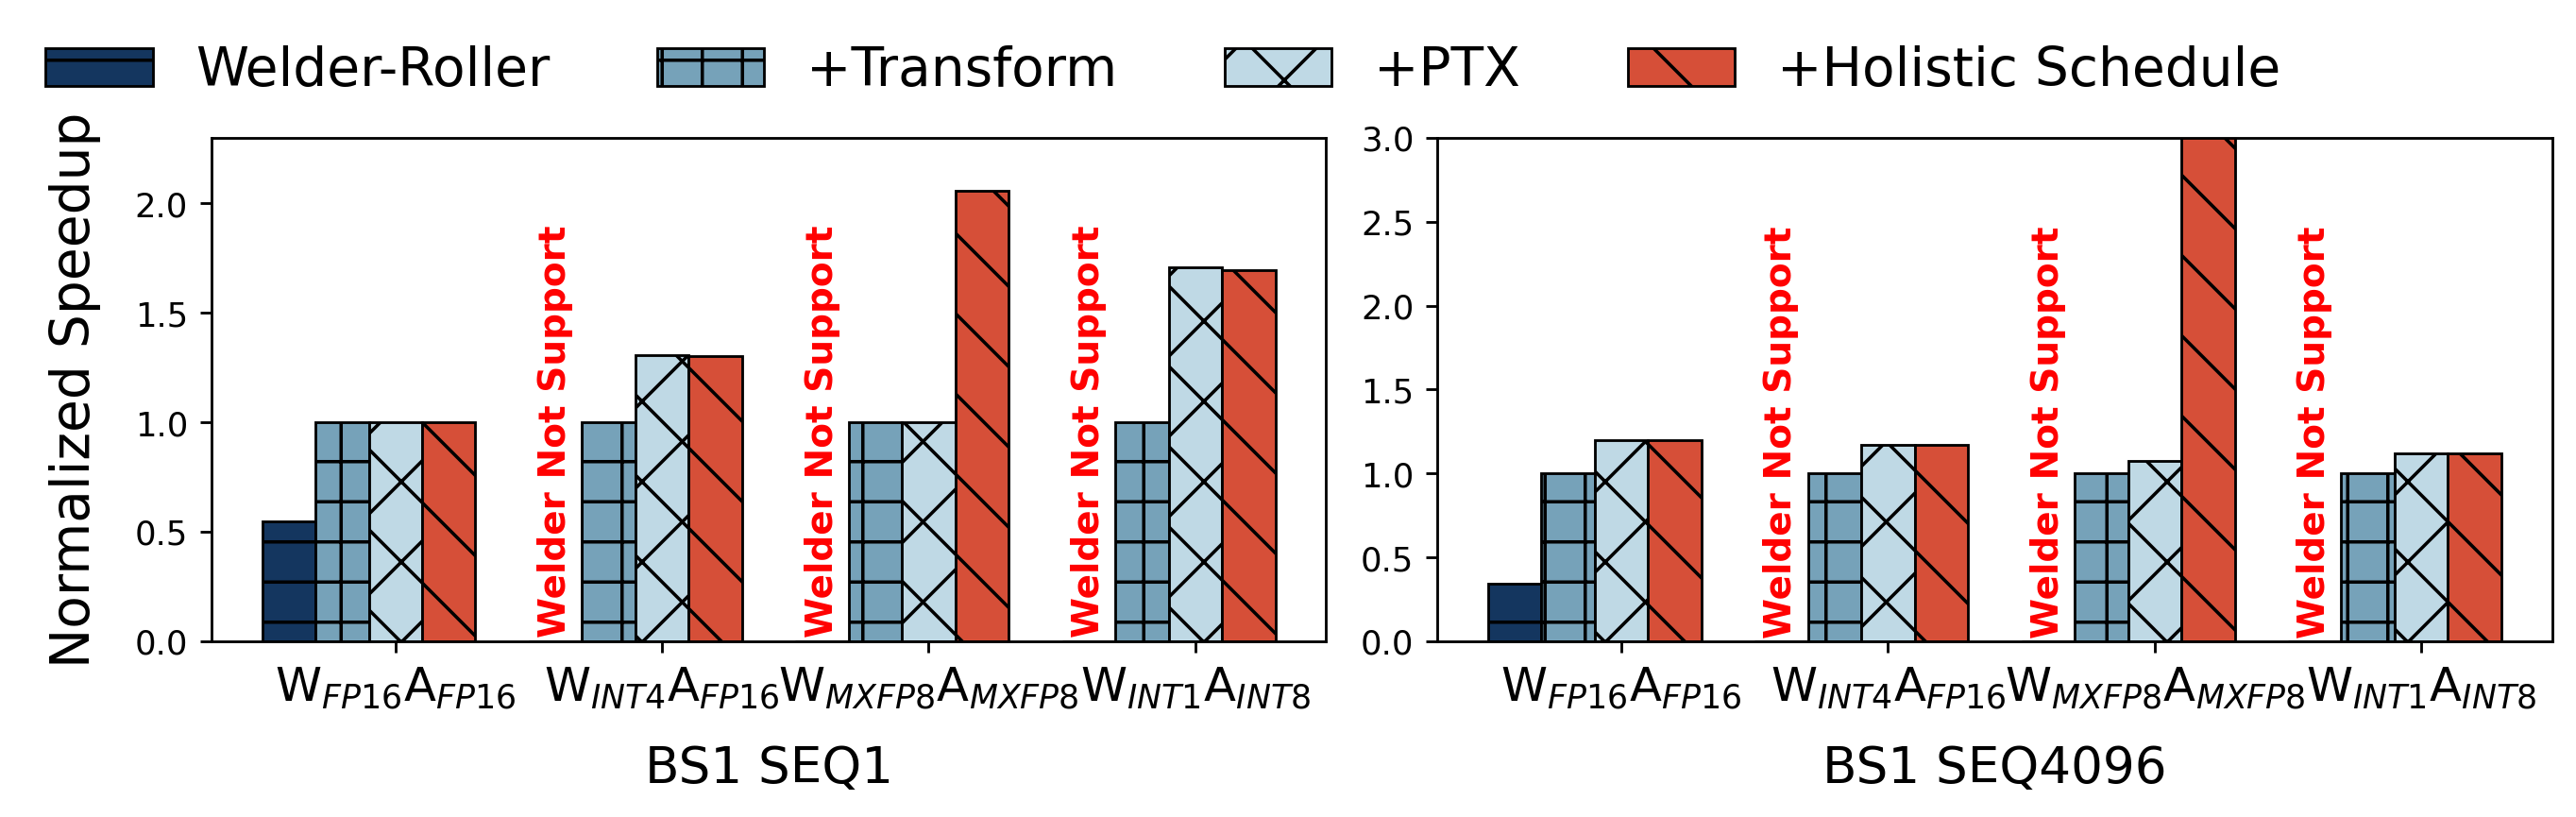 Welder-Roller +Transform +PTX +Holistic Schedule
Normalized Speedup
2.0
1.5
1.0
0.5
0.0
Welder Not Support
Welder Not Support
Welder Not Support
W_FP16A_FP16 W_INT4A_FP16 W_MXFP8A_MXFP8 W_INT1A_INT8
BS1 SEQ1
3.0
2.5
2.0
1.5
1.0
0.5
0.0
Welder Not Support
Welder Not Support
Welder Not Support
W_FP16A_FP16 W_INT4A_FP16 W_MXFP8A_MXFP8 W_INT1A_INT8
BS1 SEQ4096